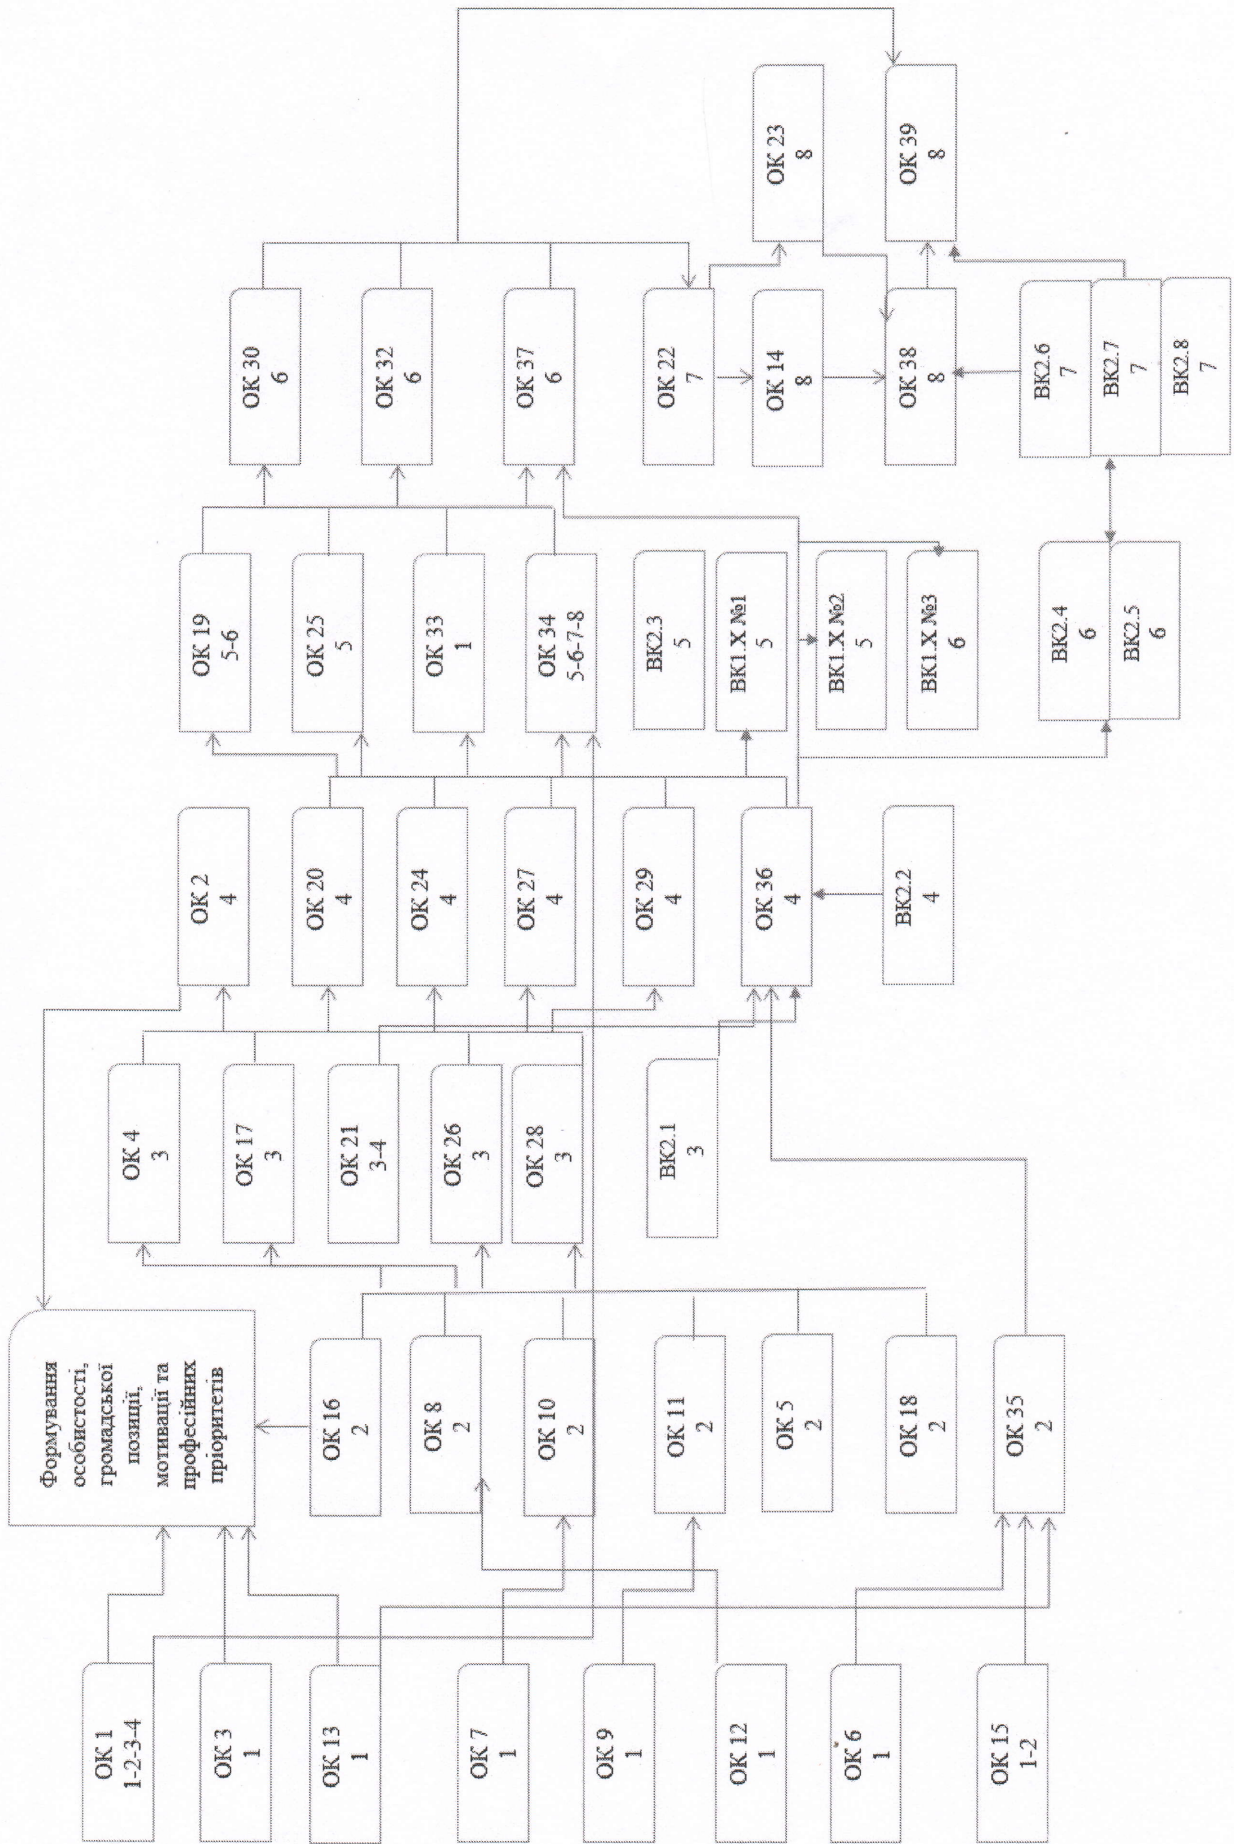 ОК 1
1-2-3-4
ОК 3
1
ОК 13
1
ОК 7
1
ОК 9
1
ОК 12
1
ОК 6
1
ОК 15
1-2
Формування
особистості,
громадської
позиції,
мотивації та
професійних
пріоритетів
ОК 16
2
ОК 8
2
ОК 10
2
ОК 11
2
ОК 5
2
ОК 18
2
ОК 35
2
ОК 4
3
ОК 17
3
ОК 21
3-4
ОК 26
3
ОК 28
3
ВК2.1
3
ОК 2
4
ОК 20
4
ОК 24
4
ОК 27
4
ОК 29
4
ОК 36
4
ВК2.2
4
ОК 19
5-6
ОК 25
5
ОК 33
1
ОК 34
5-6-7-8
ВК2.3
5
ВК1.Х №1
5
ВК1.Х №2
5
ВК1.Х №3
6
ВК2.4
6
ВК2.5
6
ОК 30
6
ОК 32
6
ОК 37
6
ОК 22
7
ОК 14
8
ОК 38
8
ВК2.6
7
ВК2.7
7
ВК2.8
7
ОК 23
8
ОК 39
8